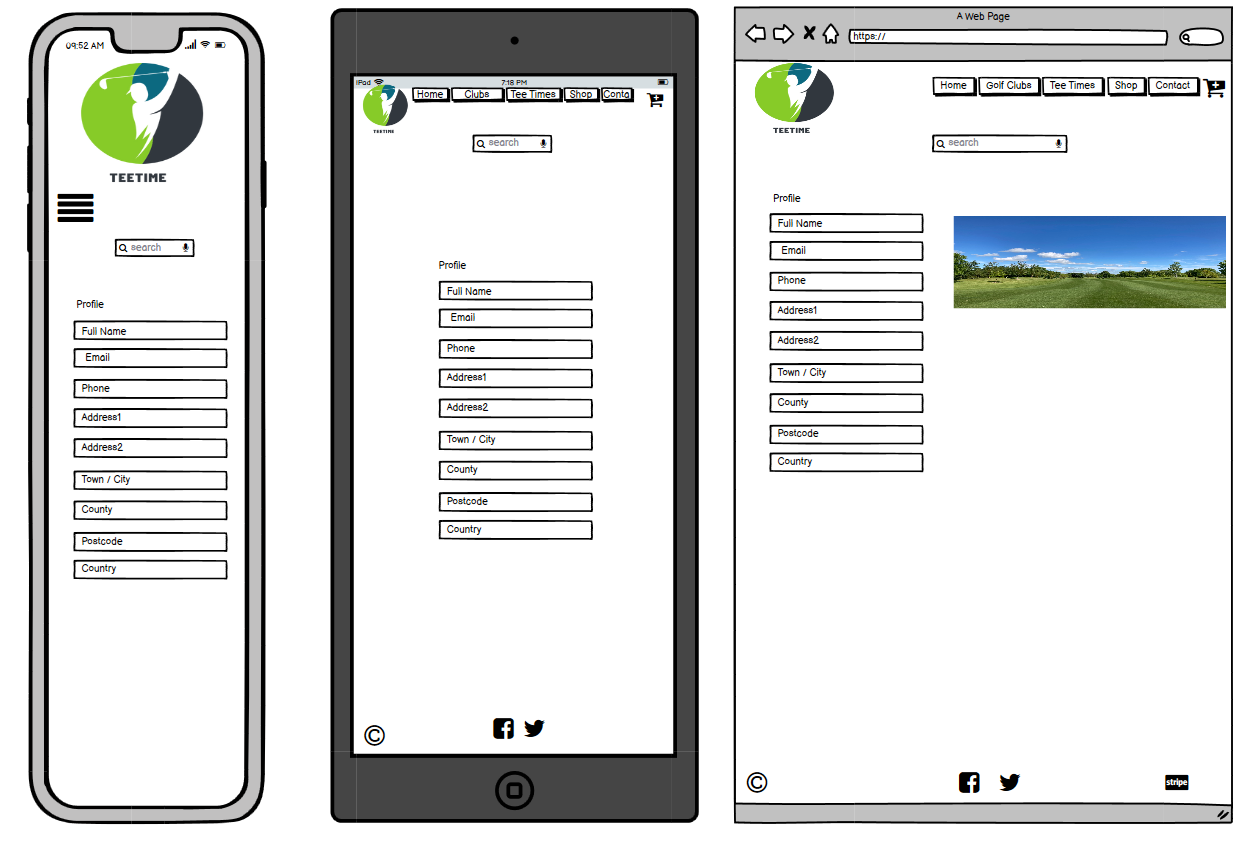 09:52 AM
TEETIME
search
Profile
Full Name
Email
Phone
Address1
Address2
Town / City
County
Postcode
Country
iPad 7:18 PM
Home Clubs Tee Times Shop Conta
TEETIME
search
Profile
Full Name
Email
Phone
Address1
Address2
Town / City
County
Postcode
Country
©
A Web Page
https://
Home Golf Clubs Tee Times Shop Contact
TEETIME
search
Profile
Full Name
Email
Phone
Address1
Address2
Town / City
County
Postcode
Country
© stripe